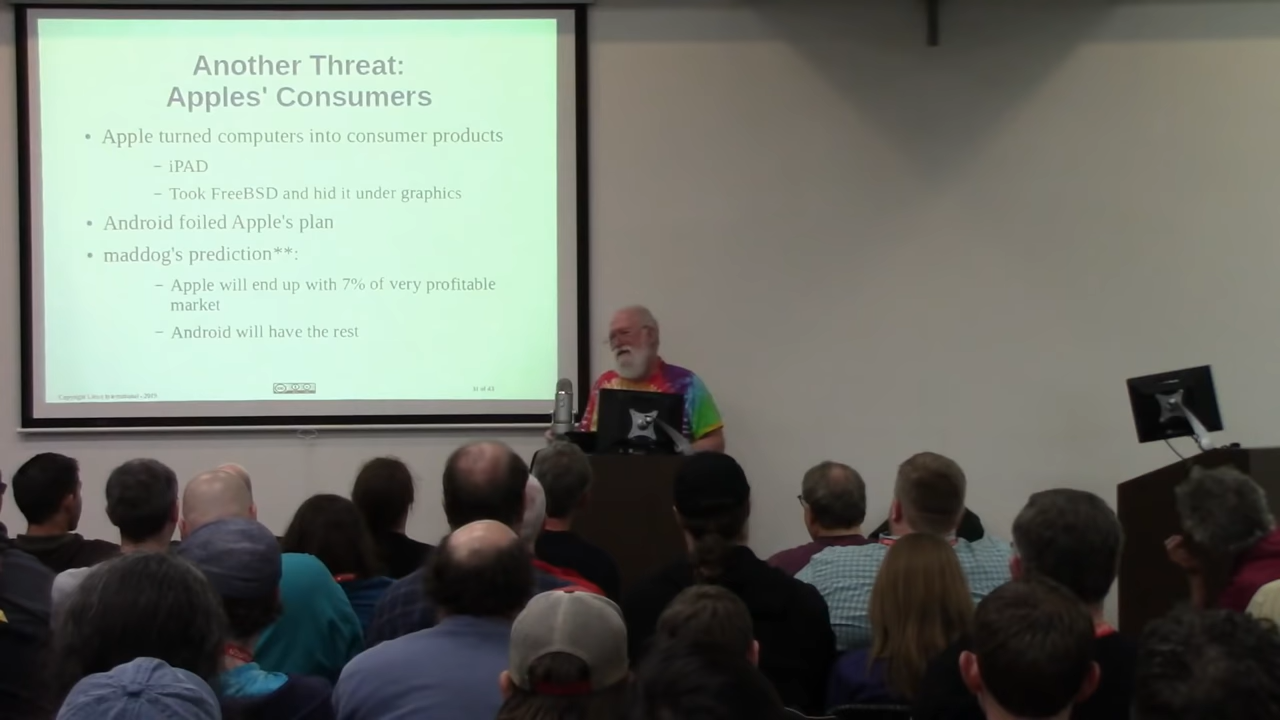 Another Threat:
Apples' Consumers
• Apple turned computers into consumer products
– iPAD
– Took FreeBSD and hid it under graphics
• Android foiled Apple's plan
• maddog's prediction**:
– Apple will end up with 7% of very profitable
market
– Android will have the rest